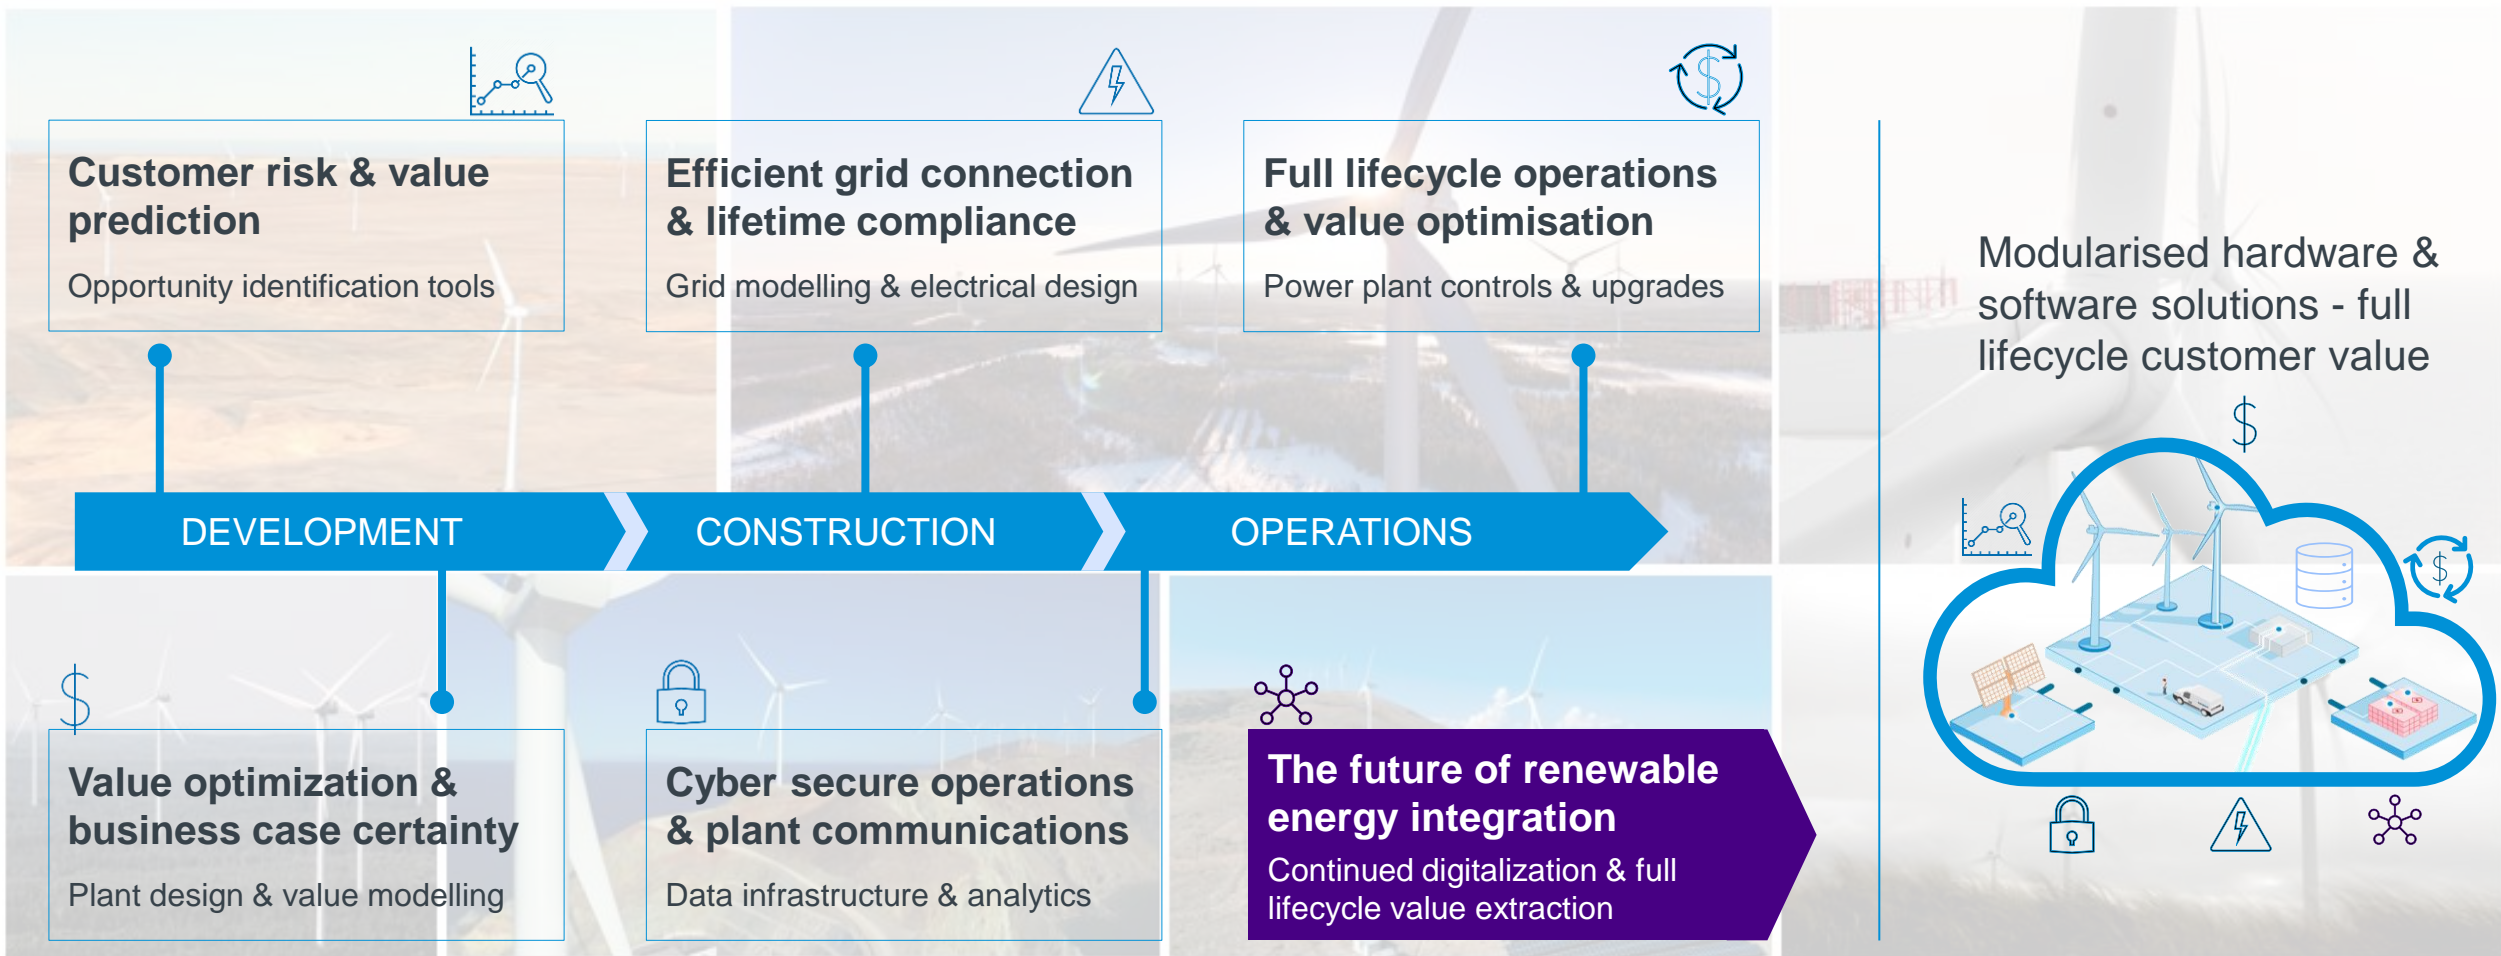 Customer risk & value
prediction
Opportunity identification tools
Efficient grid connection
& lifetime compliance
Grid modelling & electrical design
Full lifecycle operations
& value optimisation
Power plant controls & upgrades
DEVELOPMENT
CONSTRUCTION
OPERATIONS
Value optimization &
business case certainty
Plant design & value modelling
Cyber secure operations
& plant communications
Data infrastructure & analytics
The future of renewable
energy integration
Continued digitalization & full
lifecycle value extraction
Modularised hardware &
software solutions - full
lifecycle customer value